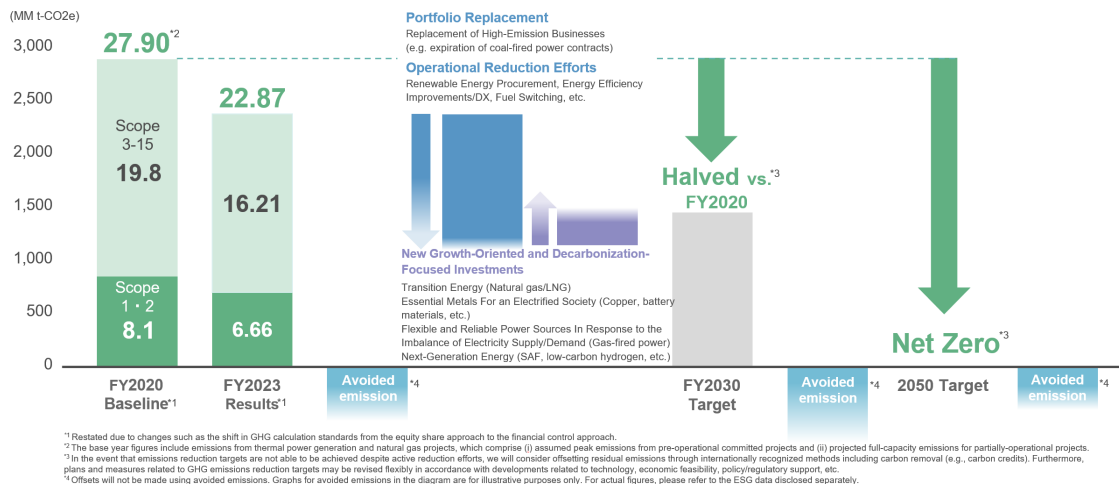 (MM t-CO2e)
3,000
2,500
2,000
1,500
1,000
500
0
27.90*2
Scope
3-15
19.8
Scope
1・2
8.1
FY2020
Baseline*1
22.87
16.21
6.66
FY2023
Results*1
Avoided
emission
*4
Portfolio Replacement
Replacement of High-Emission Businesses
(e.g. expiration of coal-fired power contracts)
Operational Reduction Efforts
Renewable Energy Procurement, Energy Efficiency
Improvements/DX, Fuel Switching, etc.
New Growth-Oriented and Decarbonization-
Focused Investments
Transition Energy (Natural gas/LNG)
Essential Metals For an Electrified Society (Copper, battery
materials, etc.)
Flexible and Reliable Power Sources In Response to the
Imbalance of Electricity Supply/Demand (Gas-fired power)
Next-Generation Energy (SAF, low-carbon hydrogen, etc.)
Halved vs.*3
FY2020
FY2030
Target
Avoided
emission
*4
Net Zero*3
2050 Target
Avoided
emission
*4
*1 Restated due to changes such as the shift in GHG calculation standards from the equity share approach to the financial control approach.
*2 The base year figures include emissions from thermal power generation and natural gas projects, which comprise (i) assumed peak emissions from pre-operational committed projects and (ii) projected full-capacity emissions for partially-operational projects.
*3 In the event that emissions reduction targets are not able to be achieved despite active reduction efforts, we will consider offsetting residual emissions through internationally recognized methods including carbon removal (e.g., carbon credits). Furthermore,
plans and measures related to GHG emissions reduction targets may be revised flexibly in accordance with developments related to technology, economic feasibility, policy/regulatory support, etc.
*4 Offsets will not be made using avoided emissions. Graphs for avoided emissions in the diagram are for illustrative purposes only. For actual figures, please refer to the ESG data disclosed separately.